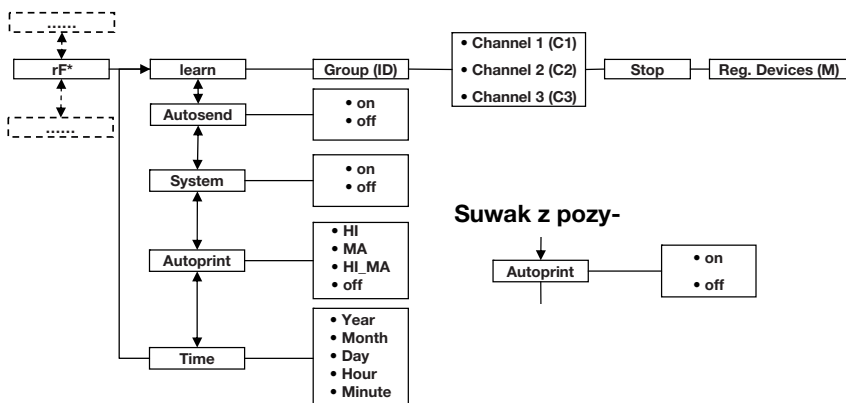 ......
rF*
......
learn
Group (ID)
• Channel 1 (C1)
• Channel 2 (C2)
• Channel 3 (C3)
Stop
Reg. Devices (M)
Autosend
• on
• off
System
• on
• off
Autoprint
• HI
• MA
• HI_MA
• off
Time
• Year
• Month
• Day
• Hour
• Minute
Suwak z pozy-
Autoprint
• on
• off